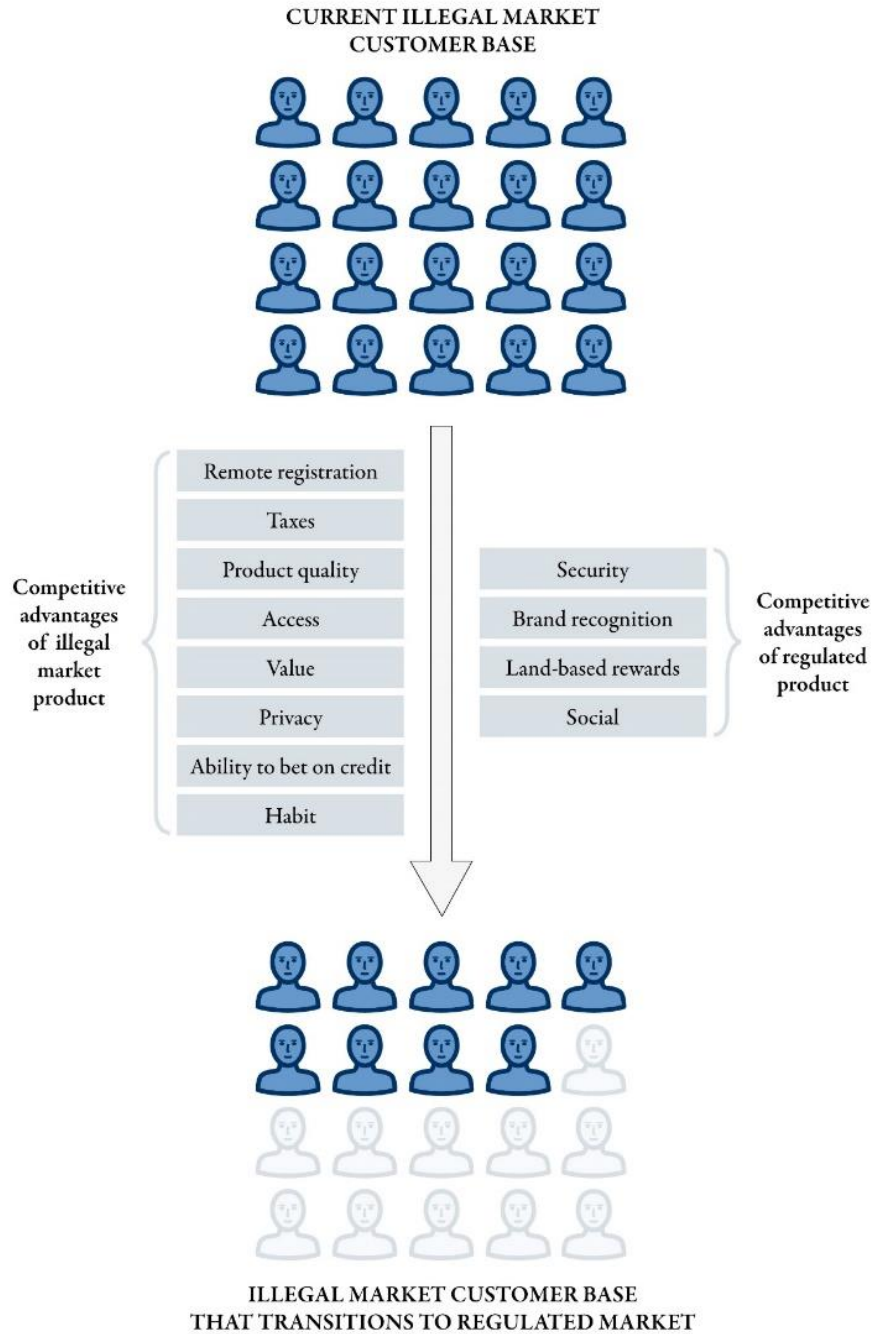 CURRENT ILLEGAL MARKET
CUSTOMER BASE
Competitive
advantages
of illegal
market
product
Remote registration
Taxes
Product quality
Access
Value
Privacy
Ability to bet on credit
Habit
Security
Brand recognition
Land-based rewards
Social
Competitive
advantages
of regulated
product
ILLEGAL MARKET CUSTOMER BASE
THAT TRANSITIONS TO REGULATED MARKET